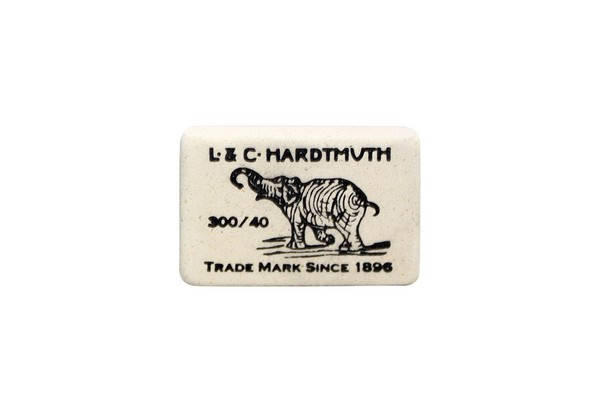 L. & C. HARDTMUTH
300/40
TRADE MARK SINCE 1896